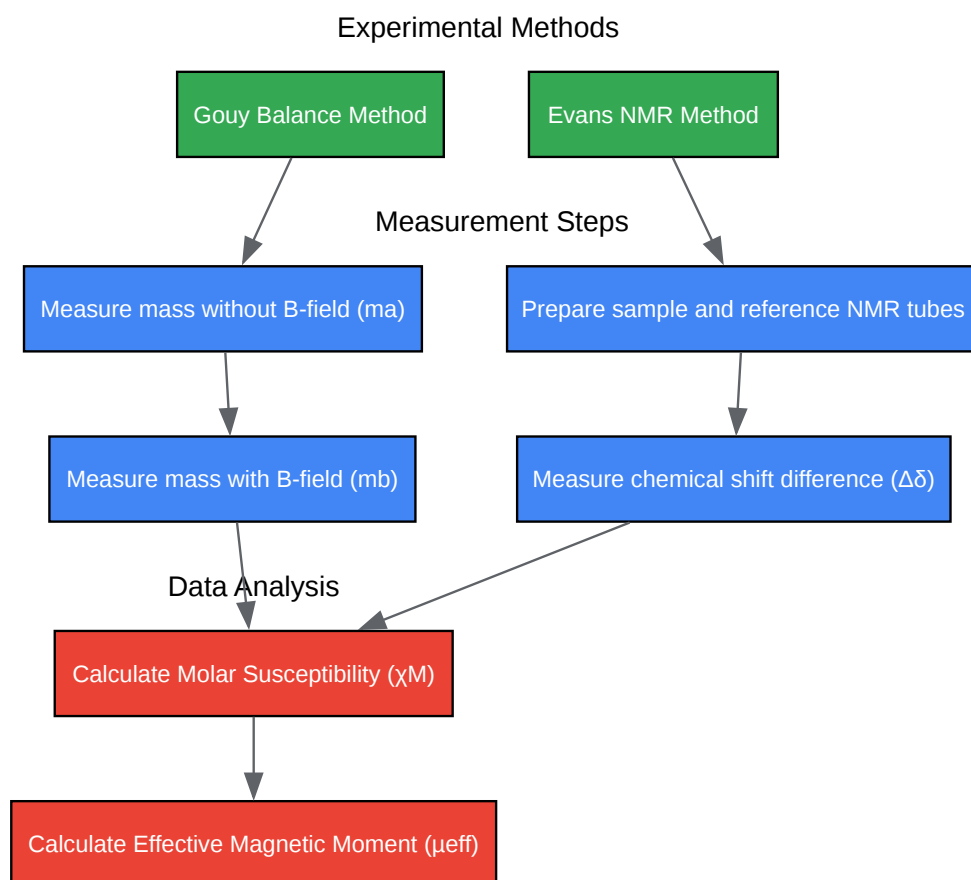 Experimental Methods
Gouy Balance Method
Evans NMR Method
Measurement Steps
Measure mass without B-field (ma)
Prepare sample and reference NMR tubes
Measure mass with B-field (mb)
Measure chemical shift difference (Δδ)
Data Analysis
Calculate Molar Susceptibility (χM)
Calculate Effective Magnetic Moment (µeff)